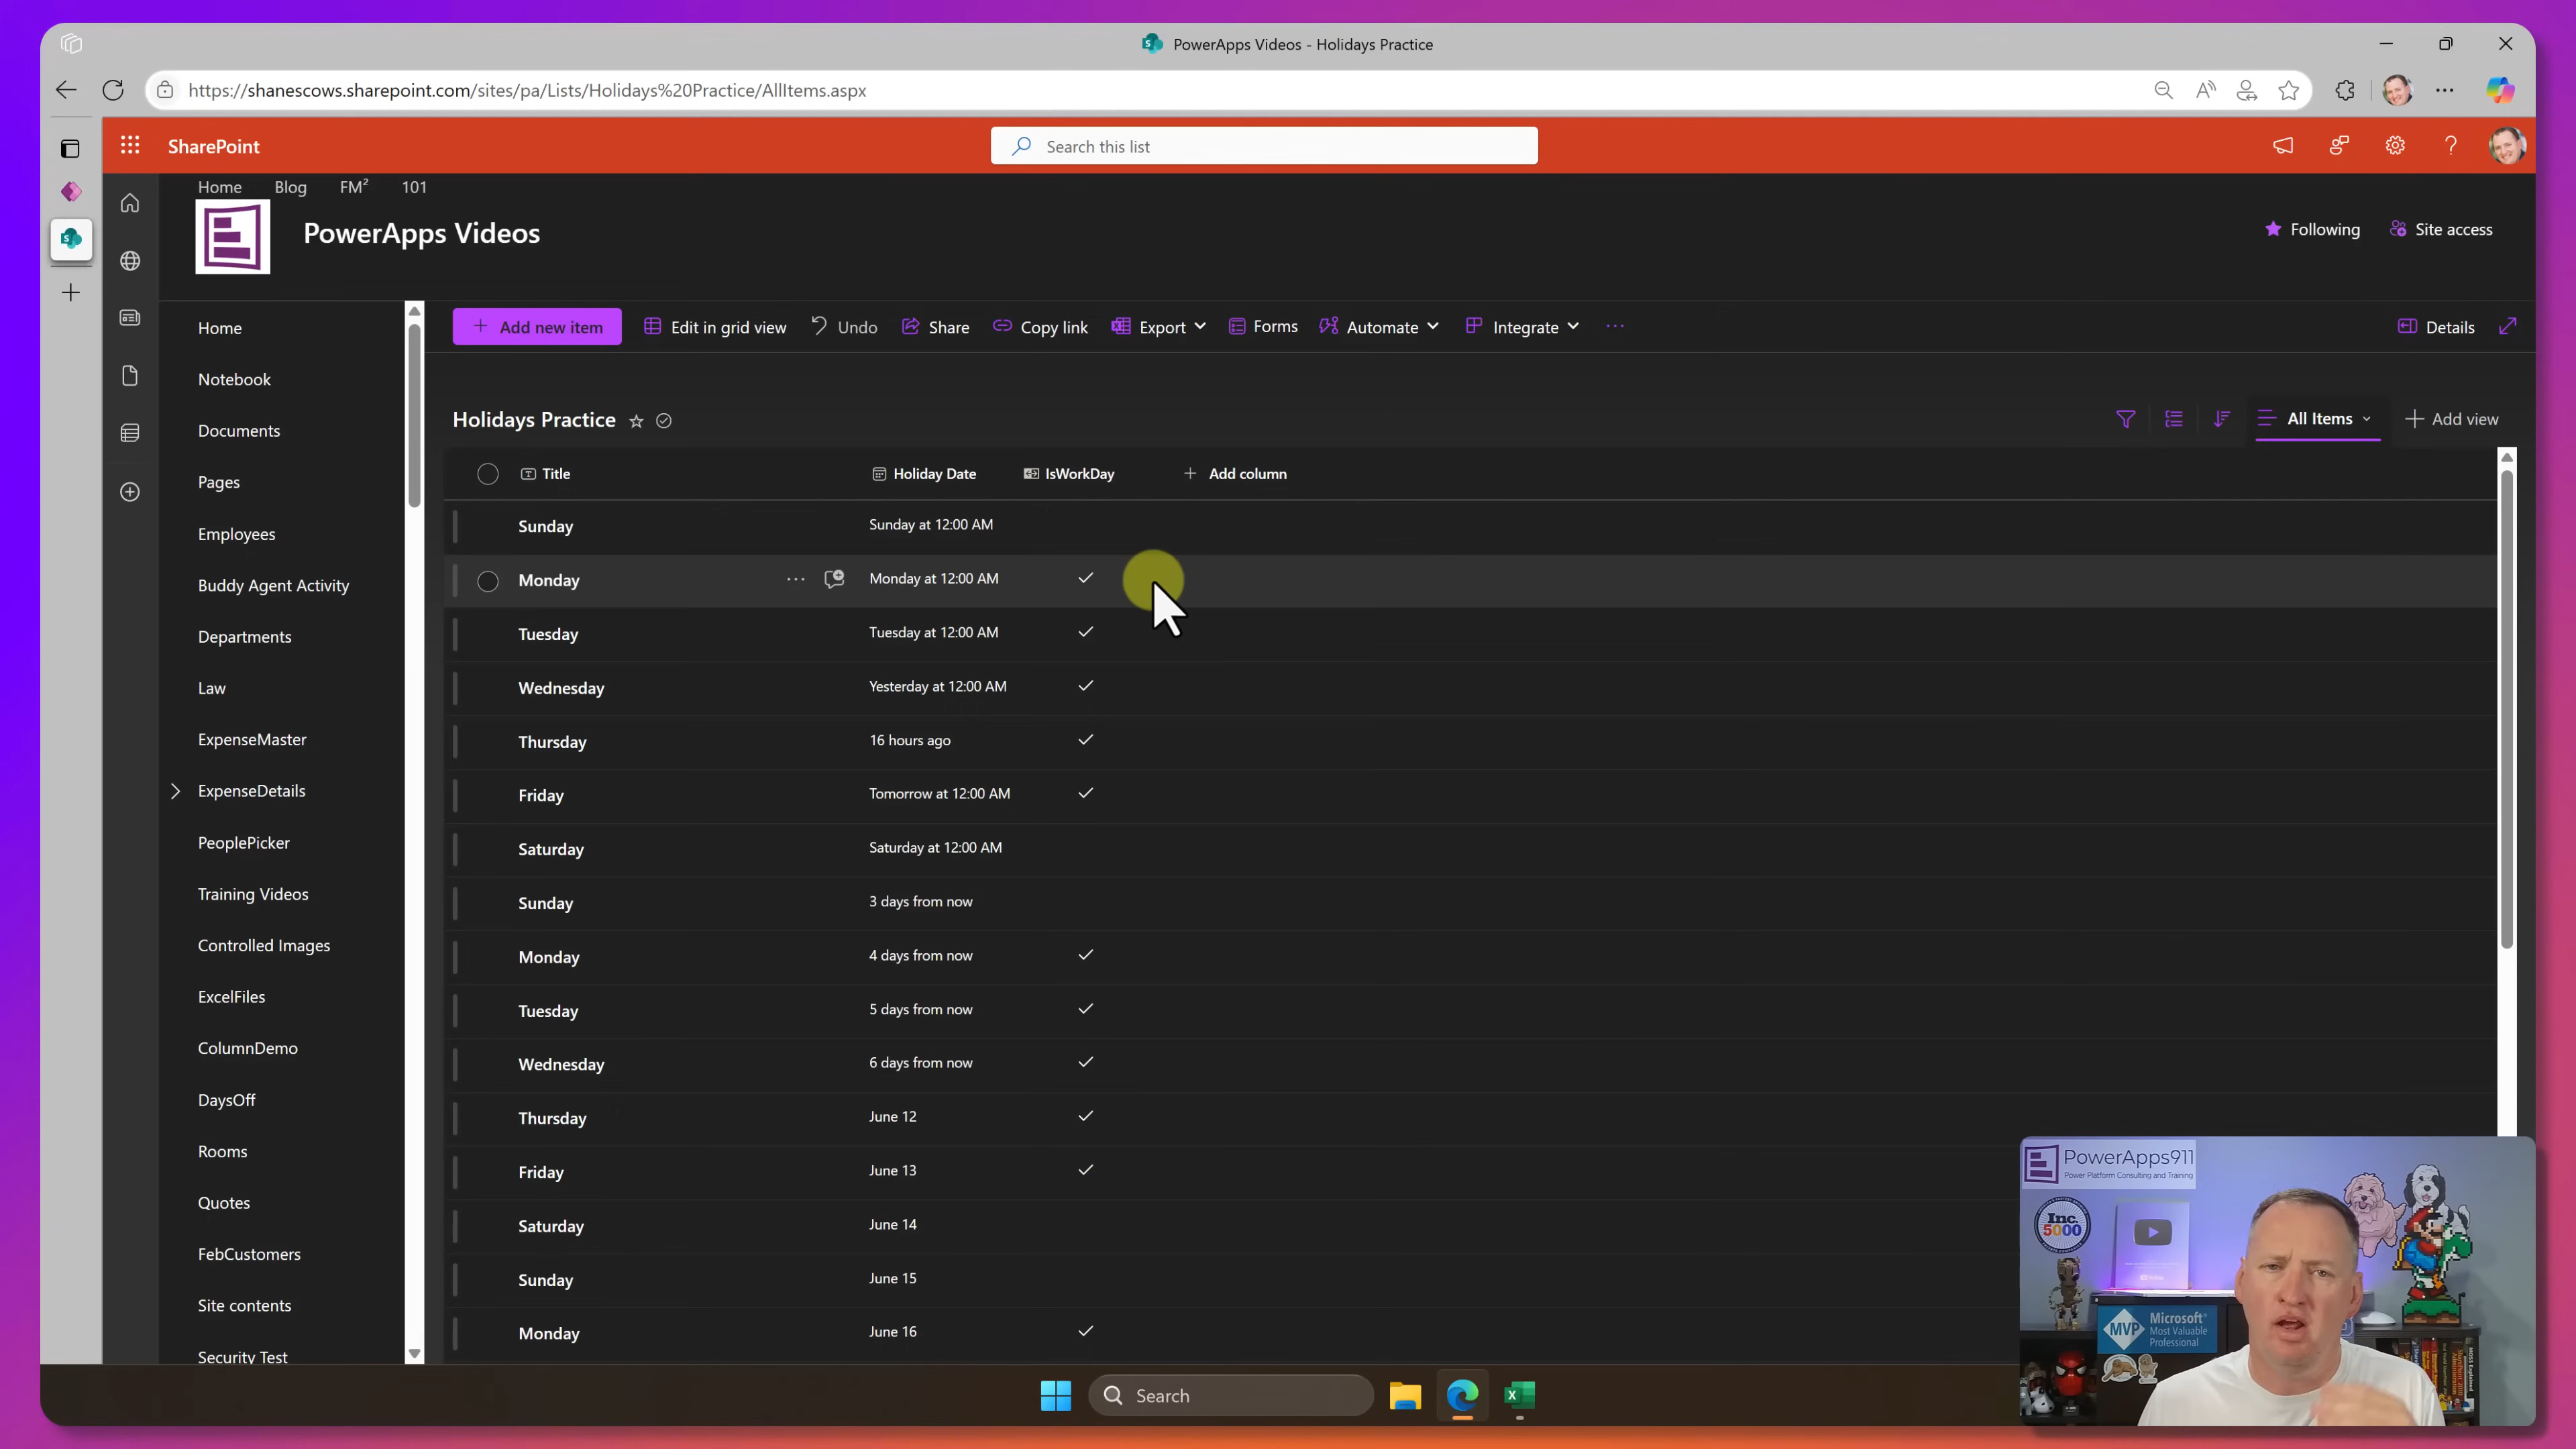 PowerApps Videos - Holidays Practice
https://shanescows.sharepoint.com/sites/pa/Lists/Holidays%20Practice/AllItems.aspx
SharePoint
Search this list
Home Blog FM² 101
PowerApps Videos
Following Site access
Add new item Edit in grid view Undo Share Copy link Export Forms Automate Integrate ... Details
Home
Notebook
Documents
Pages
Employees
Buddy Agent Activity
Departments
Law
ExpenseMaster
ExpenseDetails
PeoplePicker
Training Videos
Controlled Images
ExcelFiles
ColumnDemo
DaysOff
Rooms
Quotes
FebCustomers
Site contents
Security Test
Holidays Practice
All Items Add view
Title Holiday Date IsWorkDay Add column
Sunday Sunday at 12:00 AM
Monday Monday at 12:00 AM
Tuesday Tuesday at 12:00 AM
Wednesday Yesterday at 12:00 AM
Thursday 16 hours ago
Friday Tomorrow at 12:00 AM
Saturday Saturday at 12:00 AM
Sunday 3 days from now
Monday 4 days from now
Tuesday 5 days from now
Wednesday 6 days from now
Thursday June 12
Friday June 13
Saturday June 14
Sunday June 15
Monday June 16
PowerApps911
Power Platform Consulting and Training
Inc.
5000
MVP
Microsoft
Most Valuable
Professional
Search